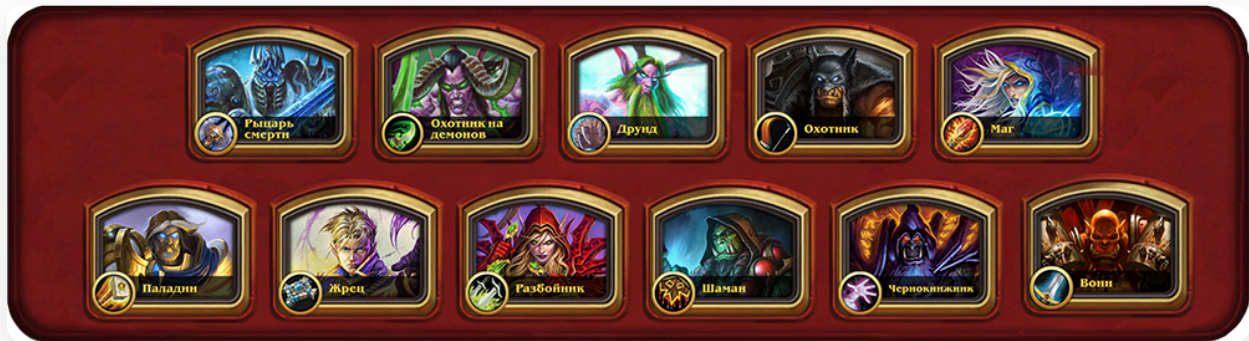 Рыцарь
смерти
Охотник на
демонов
Друид
Охотник
Маг
Паладин
Жрец
Разбойник
Шаман
Чернокнижник
Воин